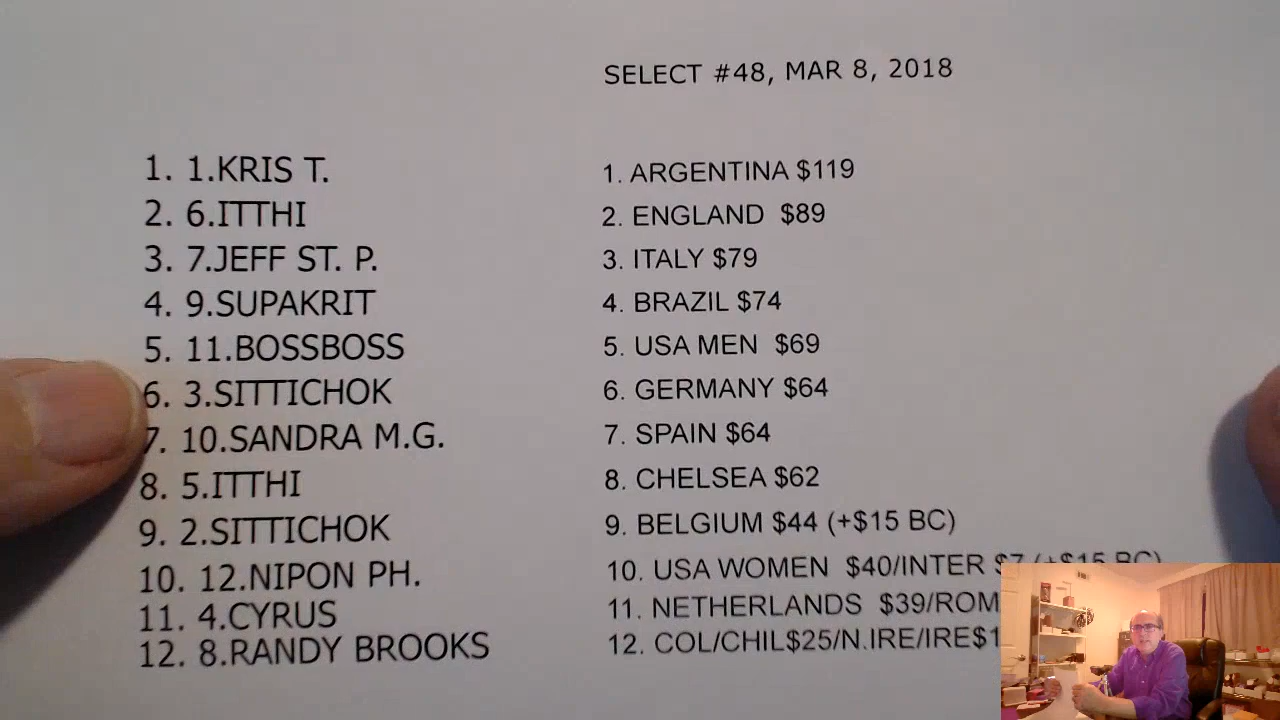 SELECT #48, MAR 8, 2018
1. 1.KRIS T.
2. 6.ITTHI
3. 7.JEFF ST. P.
4. 9.SUPAKRIT
5. 11.BOSSBOSS
6. 3.SITTICHOK
7. 10.SANDRA M.G.
8. 5.ITTHI
9. 2.SITTICHOK
10. 12.NIPON PH.
11. 4.CYRUS
12. 8.RANDY BROOKS
1. ARGENTINA $119
2. ENGLAND $89
3. ITALY $79
4. BRAZIL $74
5. USA MEN $69
6. GERMANY $64
7. SPAIN $64
8. CHELSEA $62
9. BELGIUM $44 (+$15 BC)
10. USA WOMEN $40/INTER $7 (+$15 BC)
11. NETHERLANDS $39/ROM
12. COL/CHIL$25/N.IRE/IRE$1